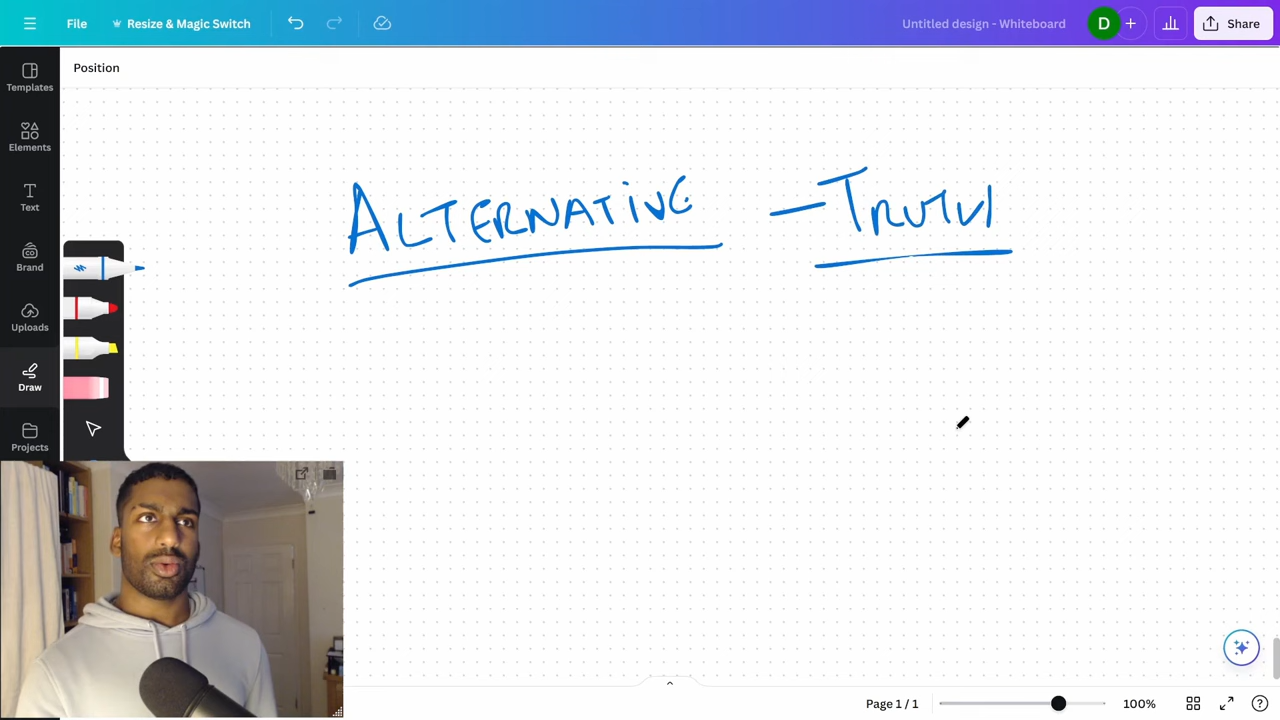 File
Resize & Magic Switch
Untitled design - Whiteboard
D
+
Share
Templates
Elements
Text
Brand
Uploads
Draw
Projects
Position
ALTERNATIVE – TRUTH
Page 1 / 1
100%